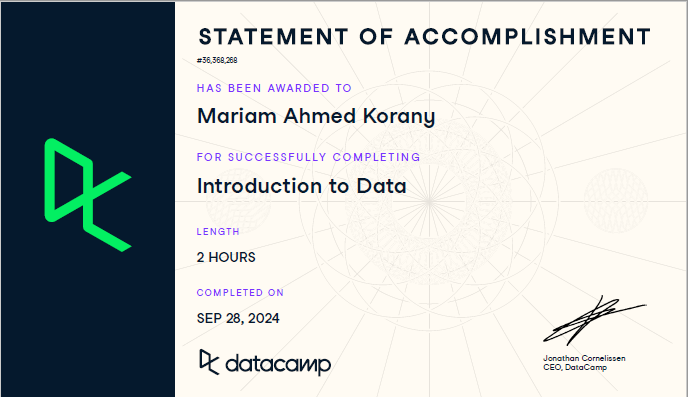 STATEMENT OF ACCOMPLISHMENT
#36,368,268
HAS BEEN AWARDED TO
Mariam Ahmed Korany
FOR SUCCESSFULLY COMPLETING
Introduction to Data
LENGTH
2 HOURS
COMPLETED ON
SEP 28, 2024
datacamp
Jonathan Cornelissen
CEO, DataCamp